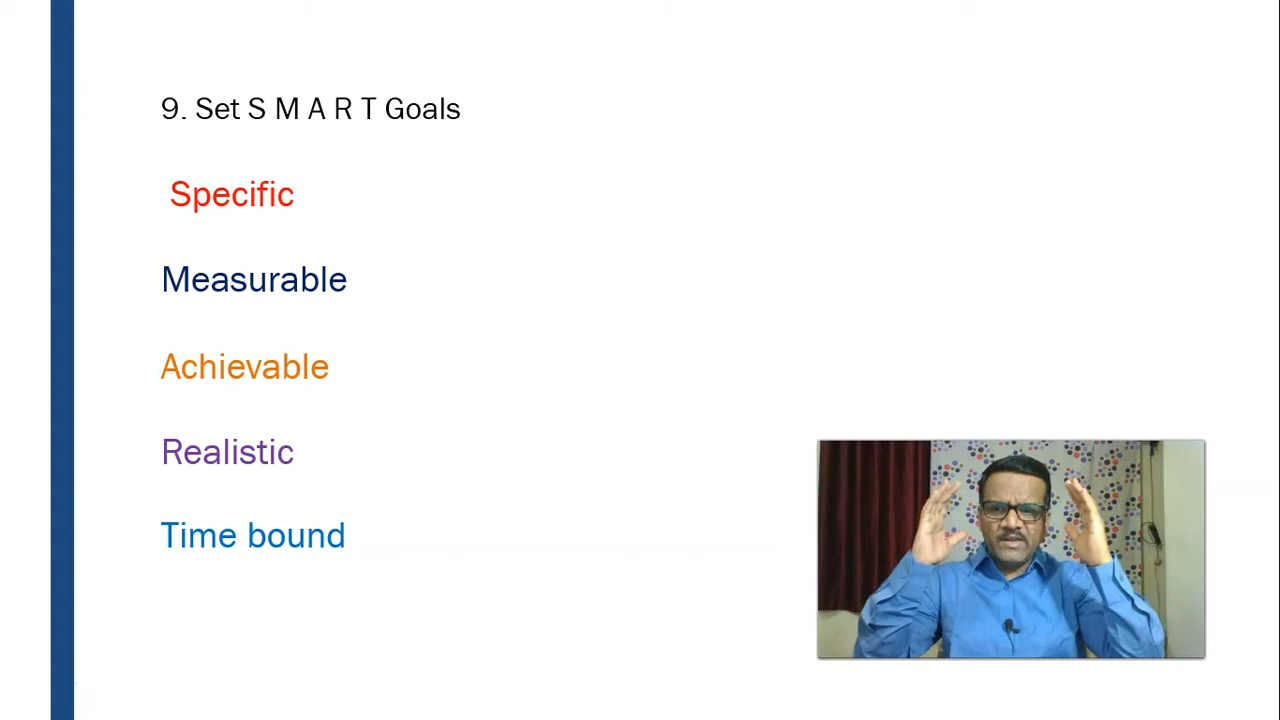 9. Set S M A R T Goals
Specific
Measurable
Achievable
Realistic
Time bound